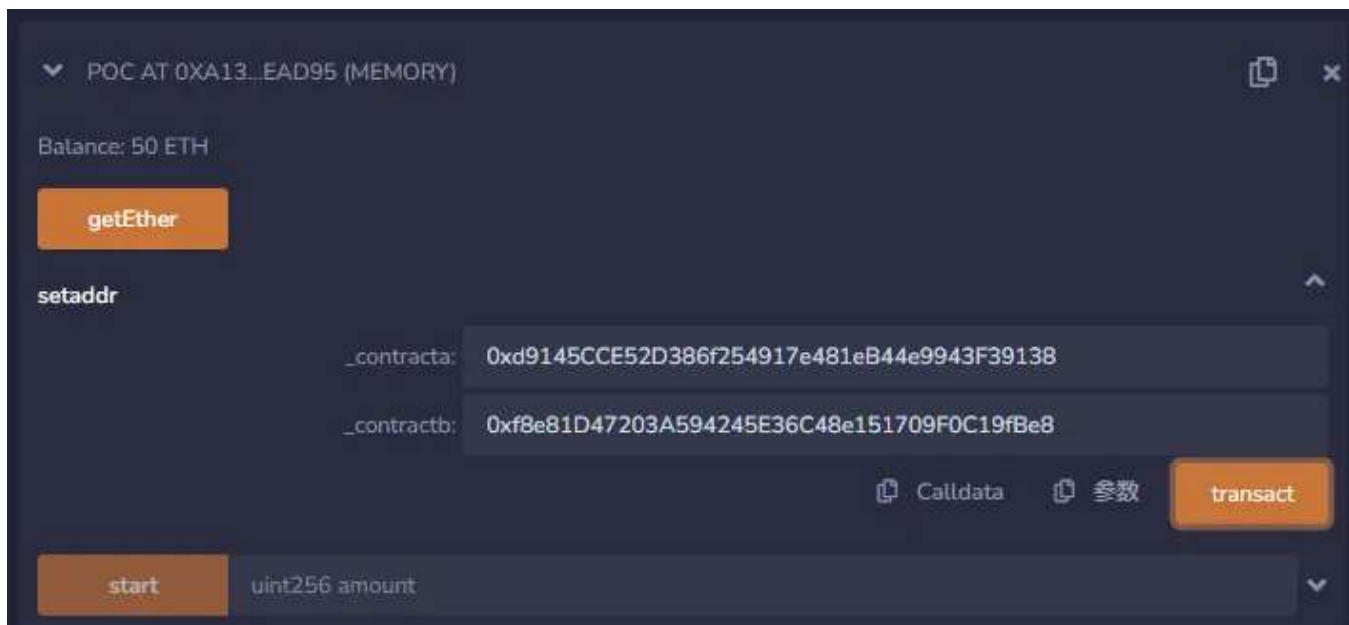 POC AT 0XA13...EAD95 (MEMORY)
Balance: 50 ETH
getEther
setaddr
_contracta: 0xd9145CCE52D386f254917e481eB44e9943F39138
_contractb: 0xf8e81D47203A594245E36C48e151709F0C19fBe8
Calldata 参数 transact
start uint256 amount